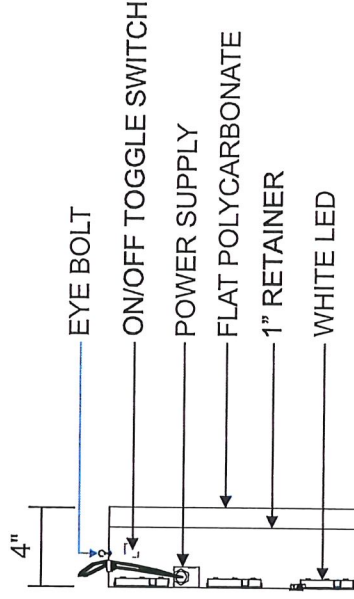 4"
EYE BOLT
ON/OFF TOGGLE SWITCH
POWER SUPPLY
FLAT POLYCARBONATE
1" RETAINER
WHITE LED